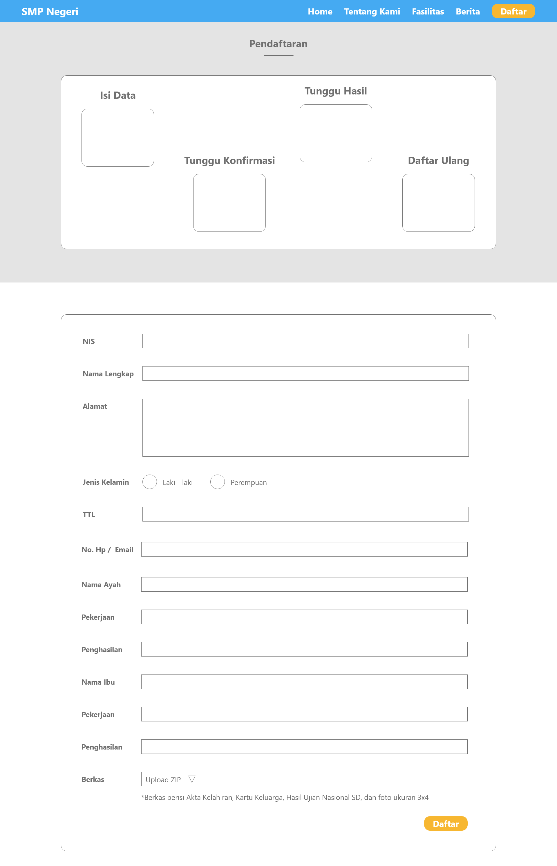 SMP Negeri Home Tentang Kami Fasilitas Berita Daftar
Pendaftaran
Isi Data
Tunggu Hasil
Tunggu Konfirmasi
Daftar Ulang
NIS
Nama Lengkap
Alamat
Jenis Kelamin Laki - laki Perempuan
TTL
No. Hp / Email
Nama Ayah
Pekerjaan
Penghasilan
Nama Ibu
Pekerjaan
Penghasilan
Berkas Upload ZIP
*Berkas berisi Akta Kelahiran, Kartu Keluarga, Hasil Ujian Nasional SD, dan foto ukuran 3x4
Daftar